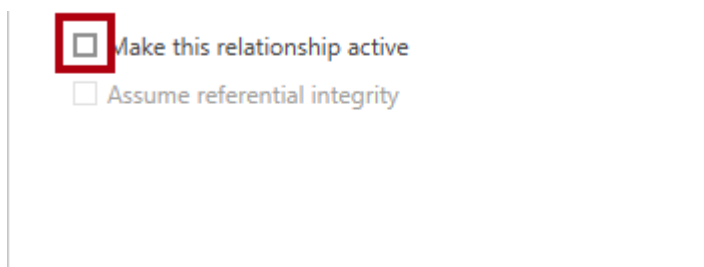 Make this relationship active
Assume referential integrity